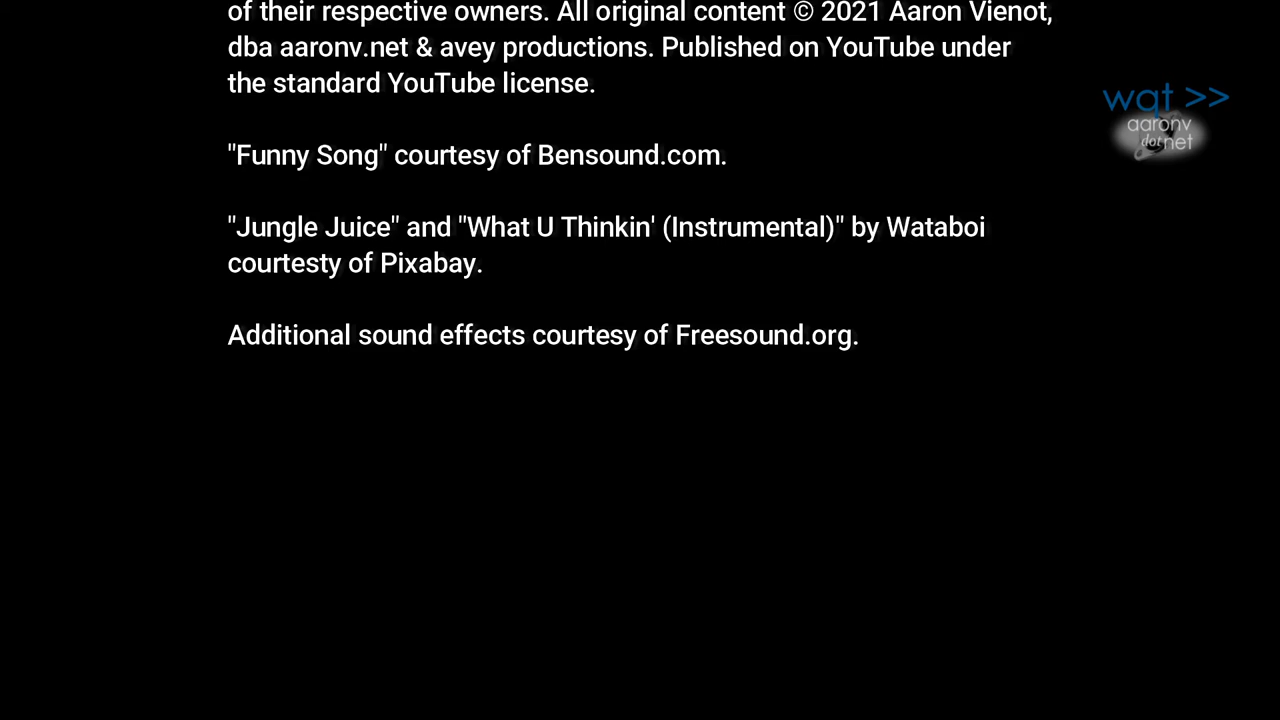 of their respective owners. All original content © 2021 Aaron Vienot,
dba aaronv.net & avey productions. Published on YouTube under
the standard YouTube license.
"Funny Song" courtesy of Bensound.com.
"Jungle Juice" and "What U Thinkin' (Instrumental)" by Wataboi
courtesty of Pixabay.
Additional sound effects courtesy of Freesound.org.
wqt >>
aaronv
dot net